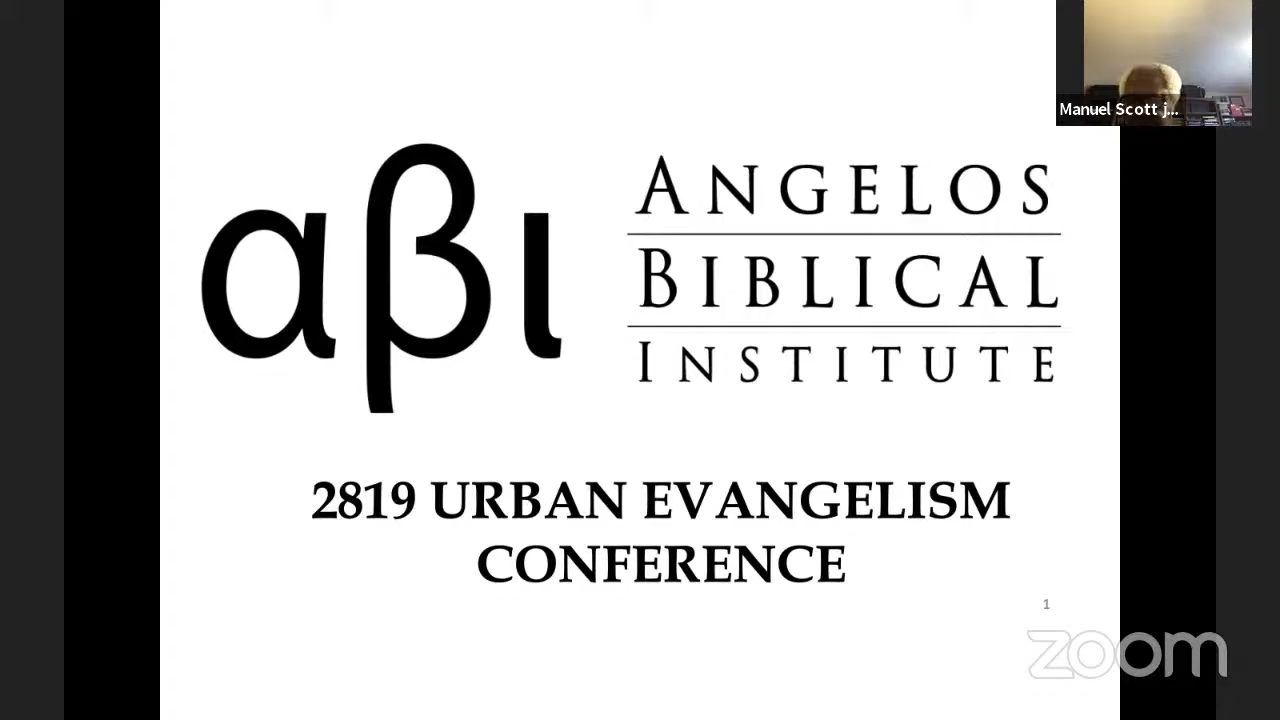 Manuel Scott j...
αβι
ANGELOS
BIBLICAL
INSTITUTE
2819 URBAN EVANGELISM
CONFERENCE
1
zoom